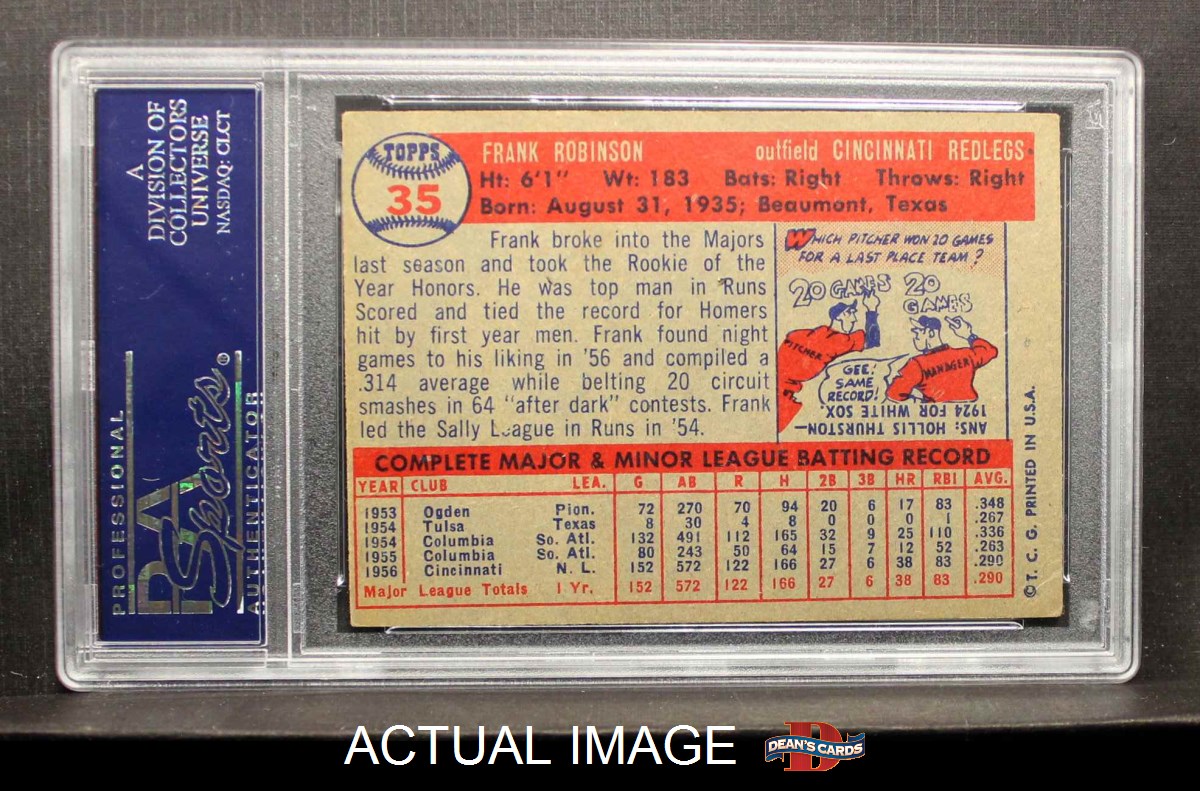 A
DIVISION OF
COLLECTORS
UNIVERSE
NASDAQ: CLCT
PROFESSIONAL
PSA
Sports®
AUTHENTICATOR
TOPPS
35
FRANK ROBINSON outfield CINCINNATI REDLEGS
Ht: 6'1" Wt: 183 Bats: Right Throws: Right
Born: August 31, 1935; Beaumont, Texas
Frank broke into the Majors
last season and took the Rookie of the
Year Honors. He was top man in Runs
Scored and tied the record for Homers
hit by first year men. Frank found night
games to his liking in '56 and compiled a
.314 average while belting 20 circuit
smashes in 64 "after dark" contests. Frank
led the Sally League in Runs in '54.
WHICH PITCHER WON 20 GAMES
FOR A LAST PLACE TEAM?
20 GAMES
20
GAMES
PITCHER
MANAGER
GEE!
SAME
RECORD!
ANS: HOLLIS THURSTON—
1924 FOR WHITE SOX.
COMPLETE MAJOR & MINOR LEAGUE BATTING RECORD
YEAR CLUB LEA. G AB R H 2B 3B HR RBI AVG.
1953 Ogden Pion. 72 270 70 94 20 6 17 83 .348
1954 Tulsa Texas 8 30 4 8 0 0 0 1 .267
1954 Columbia So. Atl. 132 491 112 165 32 9 25 110 .336
1955 Columbia So. Atl. 80 243 50 64 15 7 12 52 .263
1956 Cincinnati N. L. 152 572 122 166 27 6 38 83 .290
Major League Totals 1 Yr. 152 572 122 166 27 6 38 83 .290
©T. C. G. PRINTED IN U.S.A.
ACTUAL IMAGE
DEAN'S CARDS